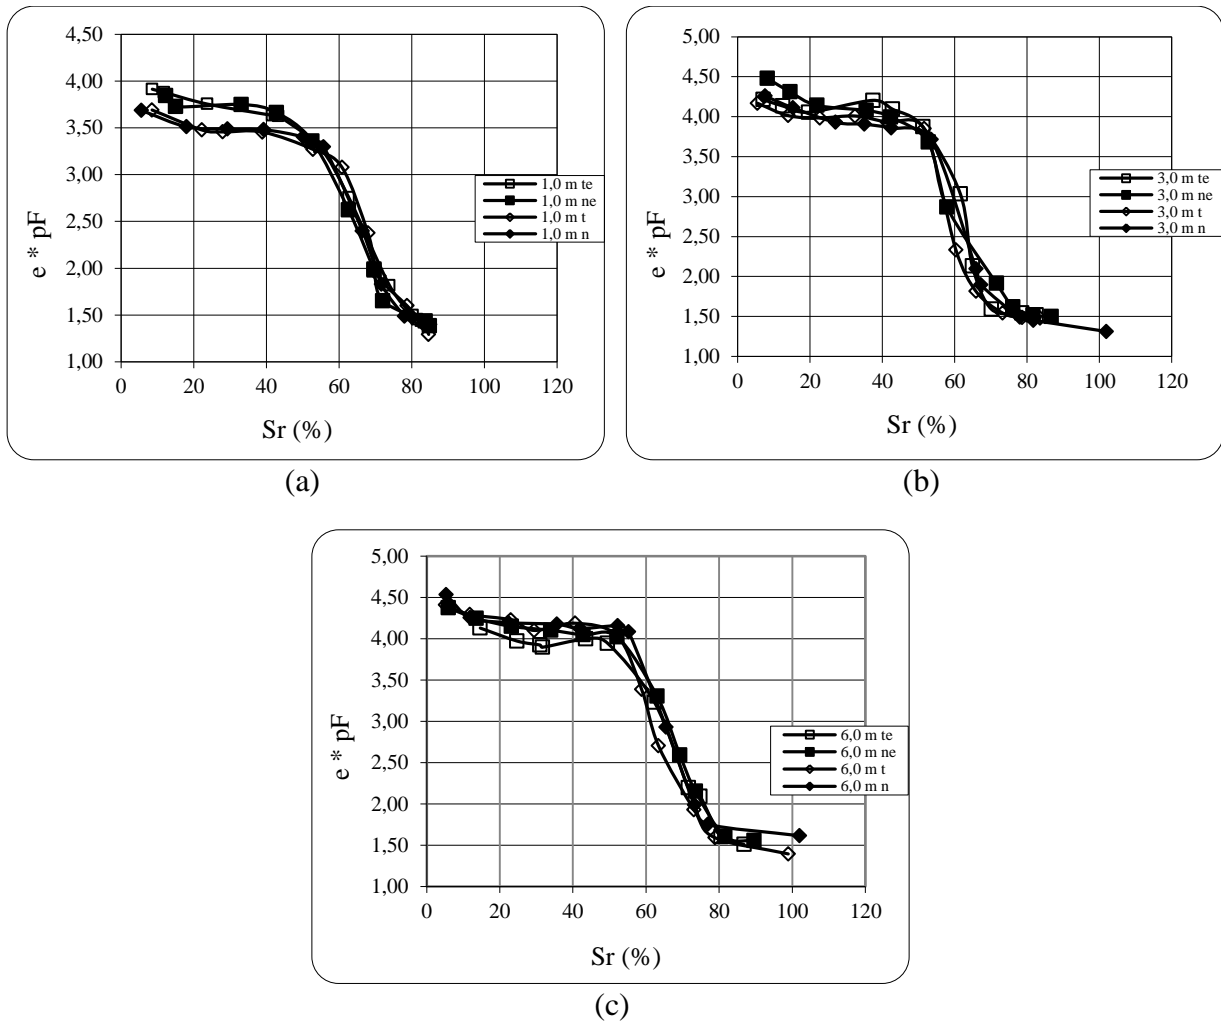 4,50
4,00
3,50
3,00
2,50
2,00
1,50
1,00
e * pF
0 20 40 60 80 100 120
Sr (%)
1,0 m te
1,0 m ne
1,0 m t
1,0 m n
(a)
5,00
4,50
4,00
3,50
3,00
2,50
2,00
1,50
1,00
e * pF
0 20 40 60 80 100 120
Sr (%)
3,0 m te
3,0 m ne
3,0 m t
3,0 m n
(b)
5,00
4,50
4,00
3,50
3,00
2,50
2,00
1,50
1,00
e * pF
0 20 40 60 80 100 120
Sr (%)
6,0 m te
6,0 m ne
6,0 m t
6,0 m n
(c)